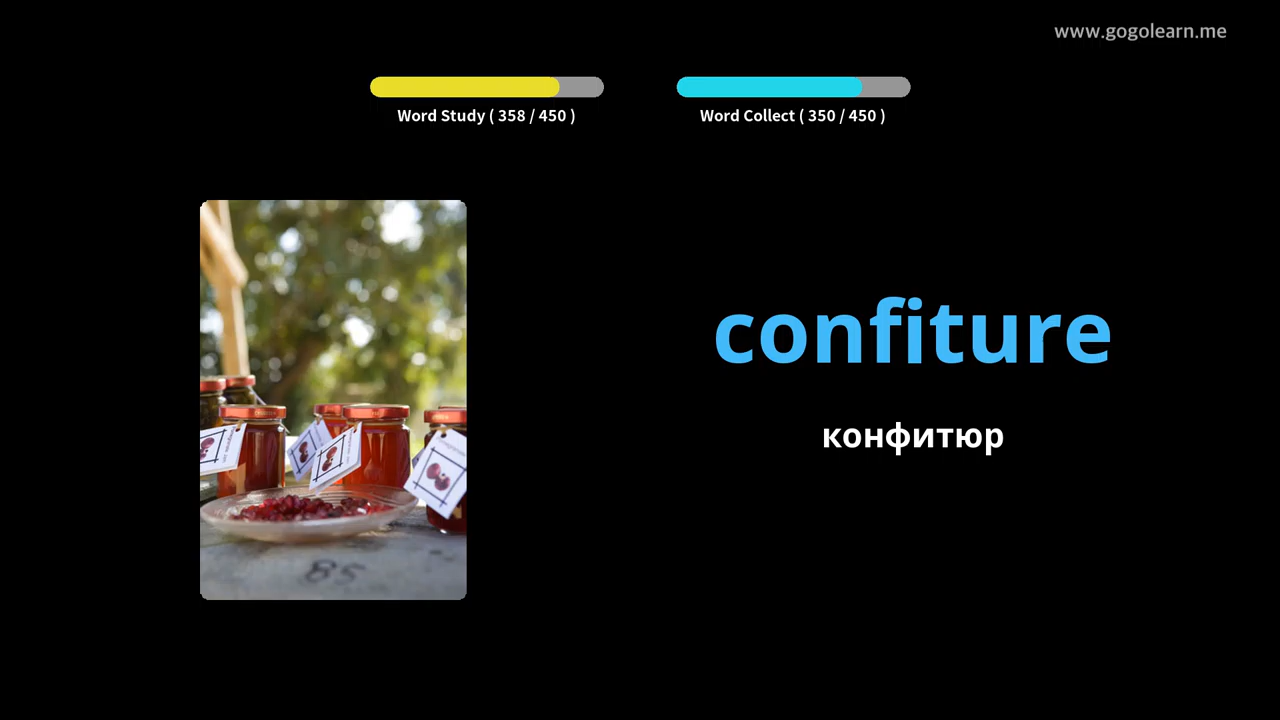 www.gogolearn.me
Word Study ( 358 / 450 )
Word Collect ( 350 / 450 )
confiture
конфитюр
85